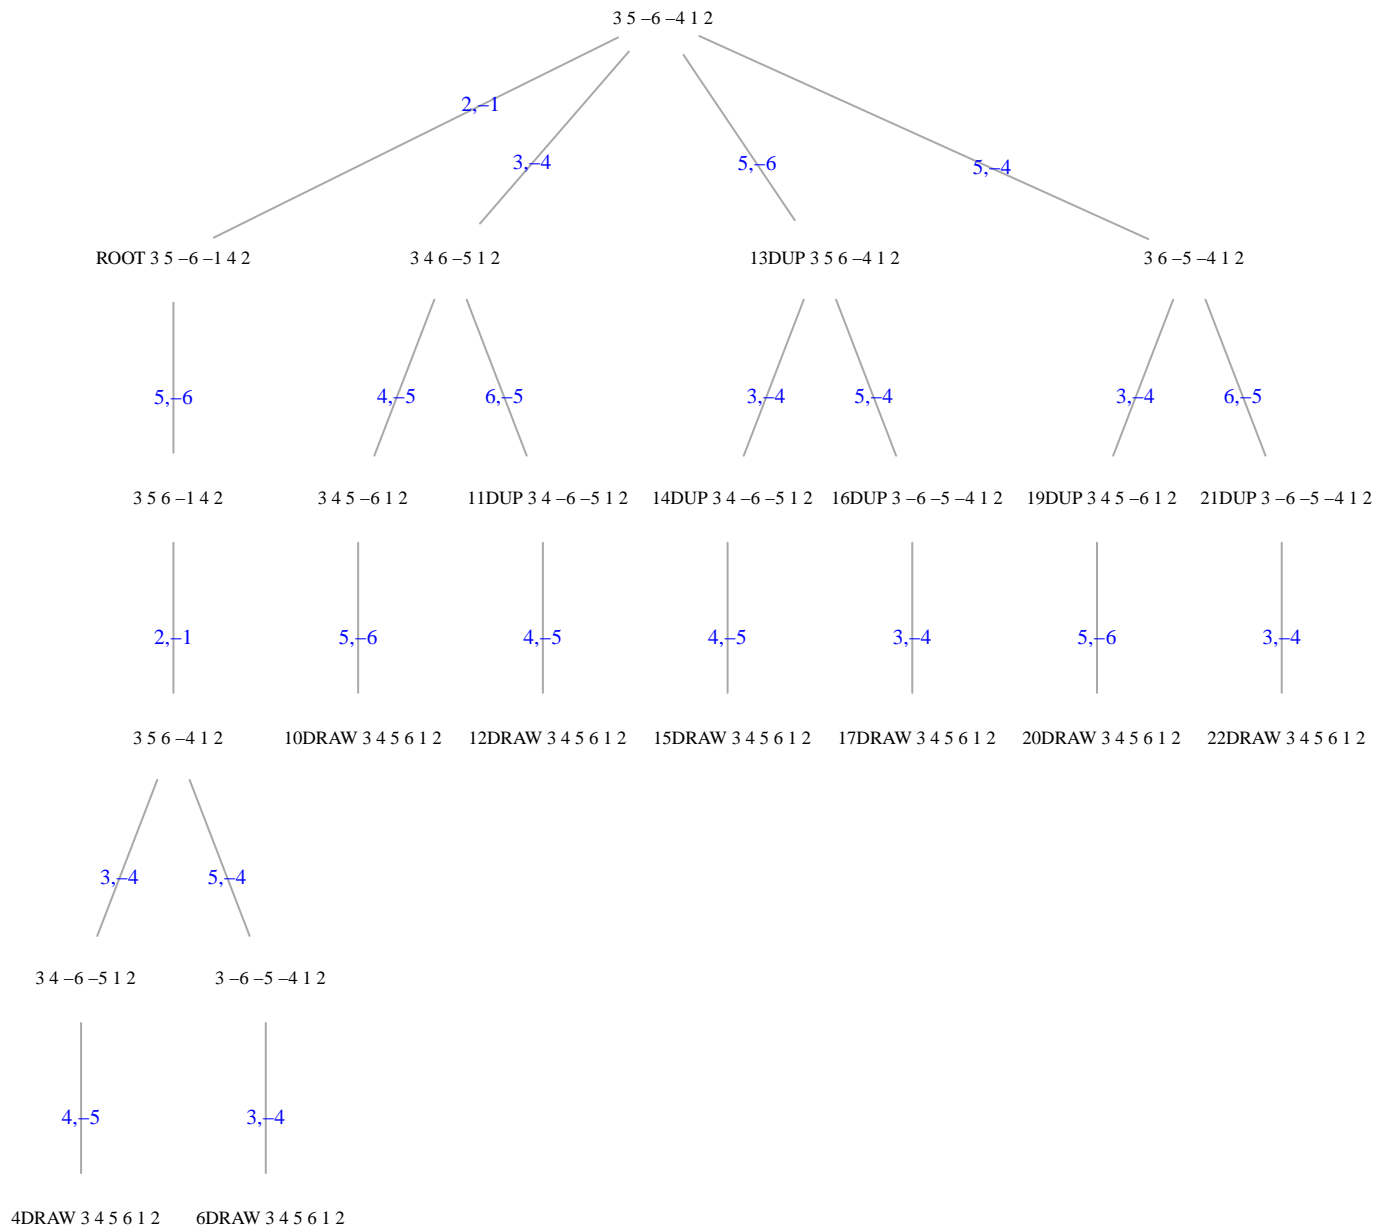 3 5 –6 –4 1 2
2,–1
3,–4
5,–6
5,–4
ROOT 3 5 –6 –1 4 2
3 4 6 –5 1 2
13DUP 3 5 6 –4 1 2
3 6 –5 –4 1 2
5,–6
4,–5
6,–5
3,–4
5,–4
3,–4
6,–5
3 5 6 –1 4 2
3 4 5 –6 1 2
11DUP 3 4 –6 –5 1 2
14DUP 3 4 –6 –5 1 2
16DUP 3 –6 –5 –4 1 2
19DUP 3 4 5 –6 1 2
21DUP 3 –6 –5 –4 1 2
2,–1
5,–6
4,–5
4,–5
3,–4
5,–6
3,–4
3 5 6 –4 1 2
10DRAW 3 4 5 6 1 2
12DRAW 3 4 5 6 1 2
15DRAW 3 4 5 6 1 2
17DRAW 3 4 5 6 1 2
20DRAW 3 4 5 6 1 2
22DRAW 3 4 5 6 1 2
3,–4
5,–4
3 4 –6 –5 1 2
3 –6 –5 –4 1 2
4,–5
3,–4
4DRAW 3 4 5 6 1 2
6DRAW 3 4 5 6 1 2